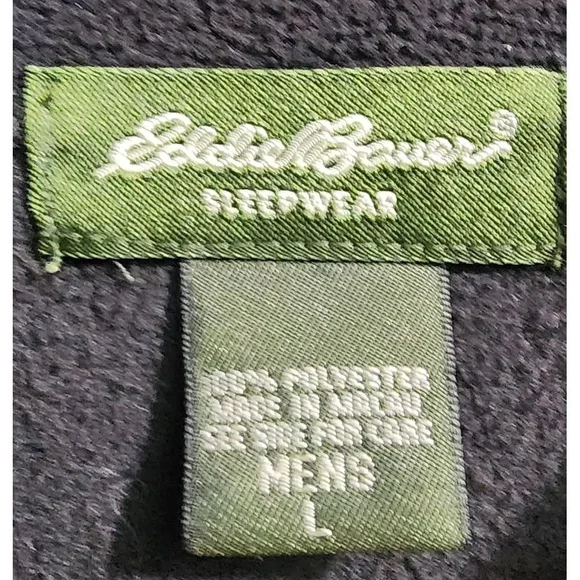 Eddie Bauer®
SLEEPWEAR
100% POLYESTER
MADE IN MACAU
SEE SIDE FOR CARE
MENS
L